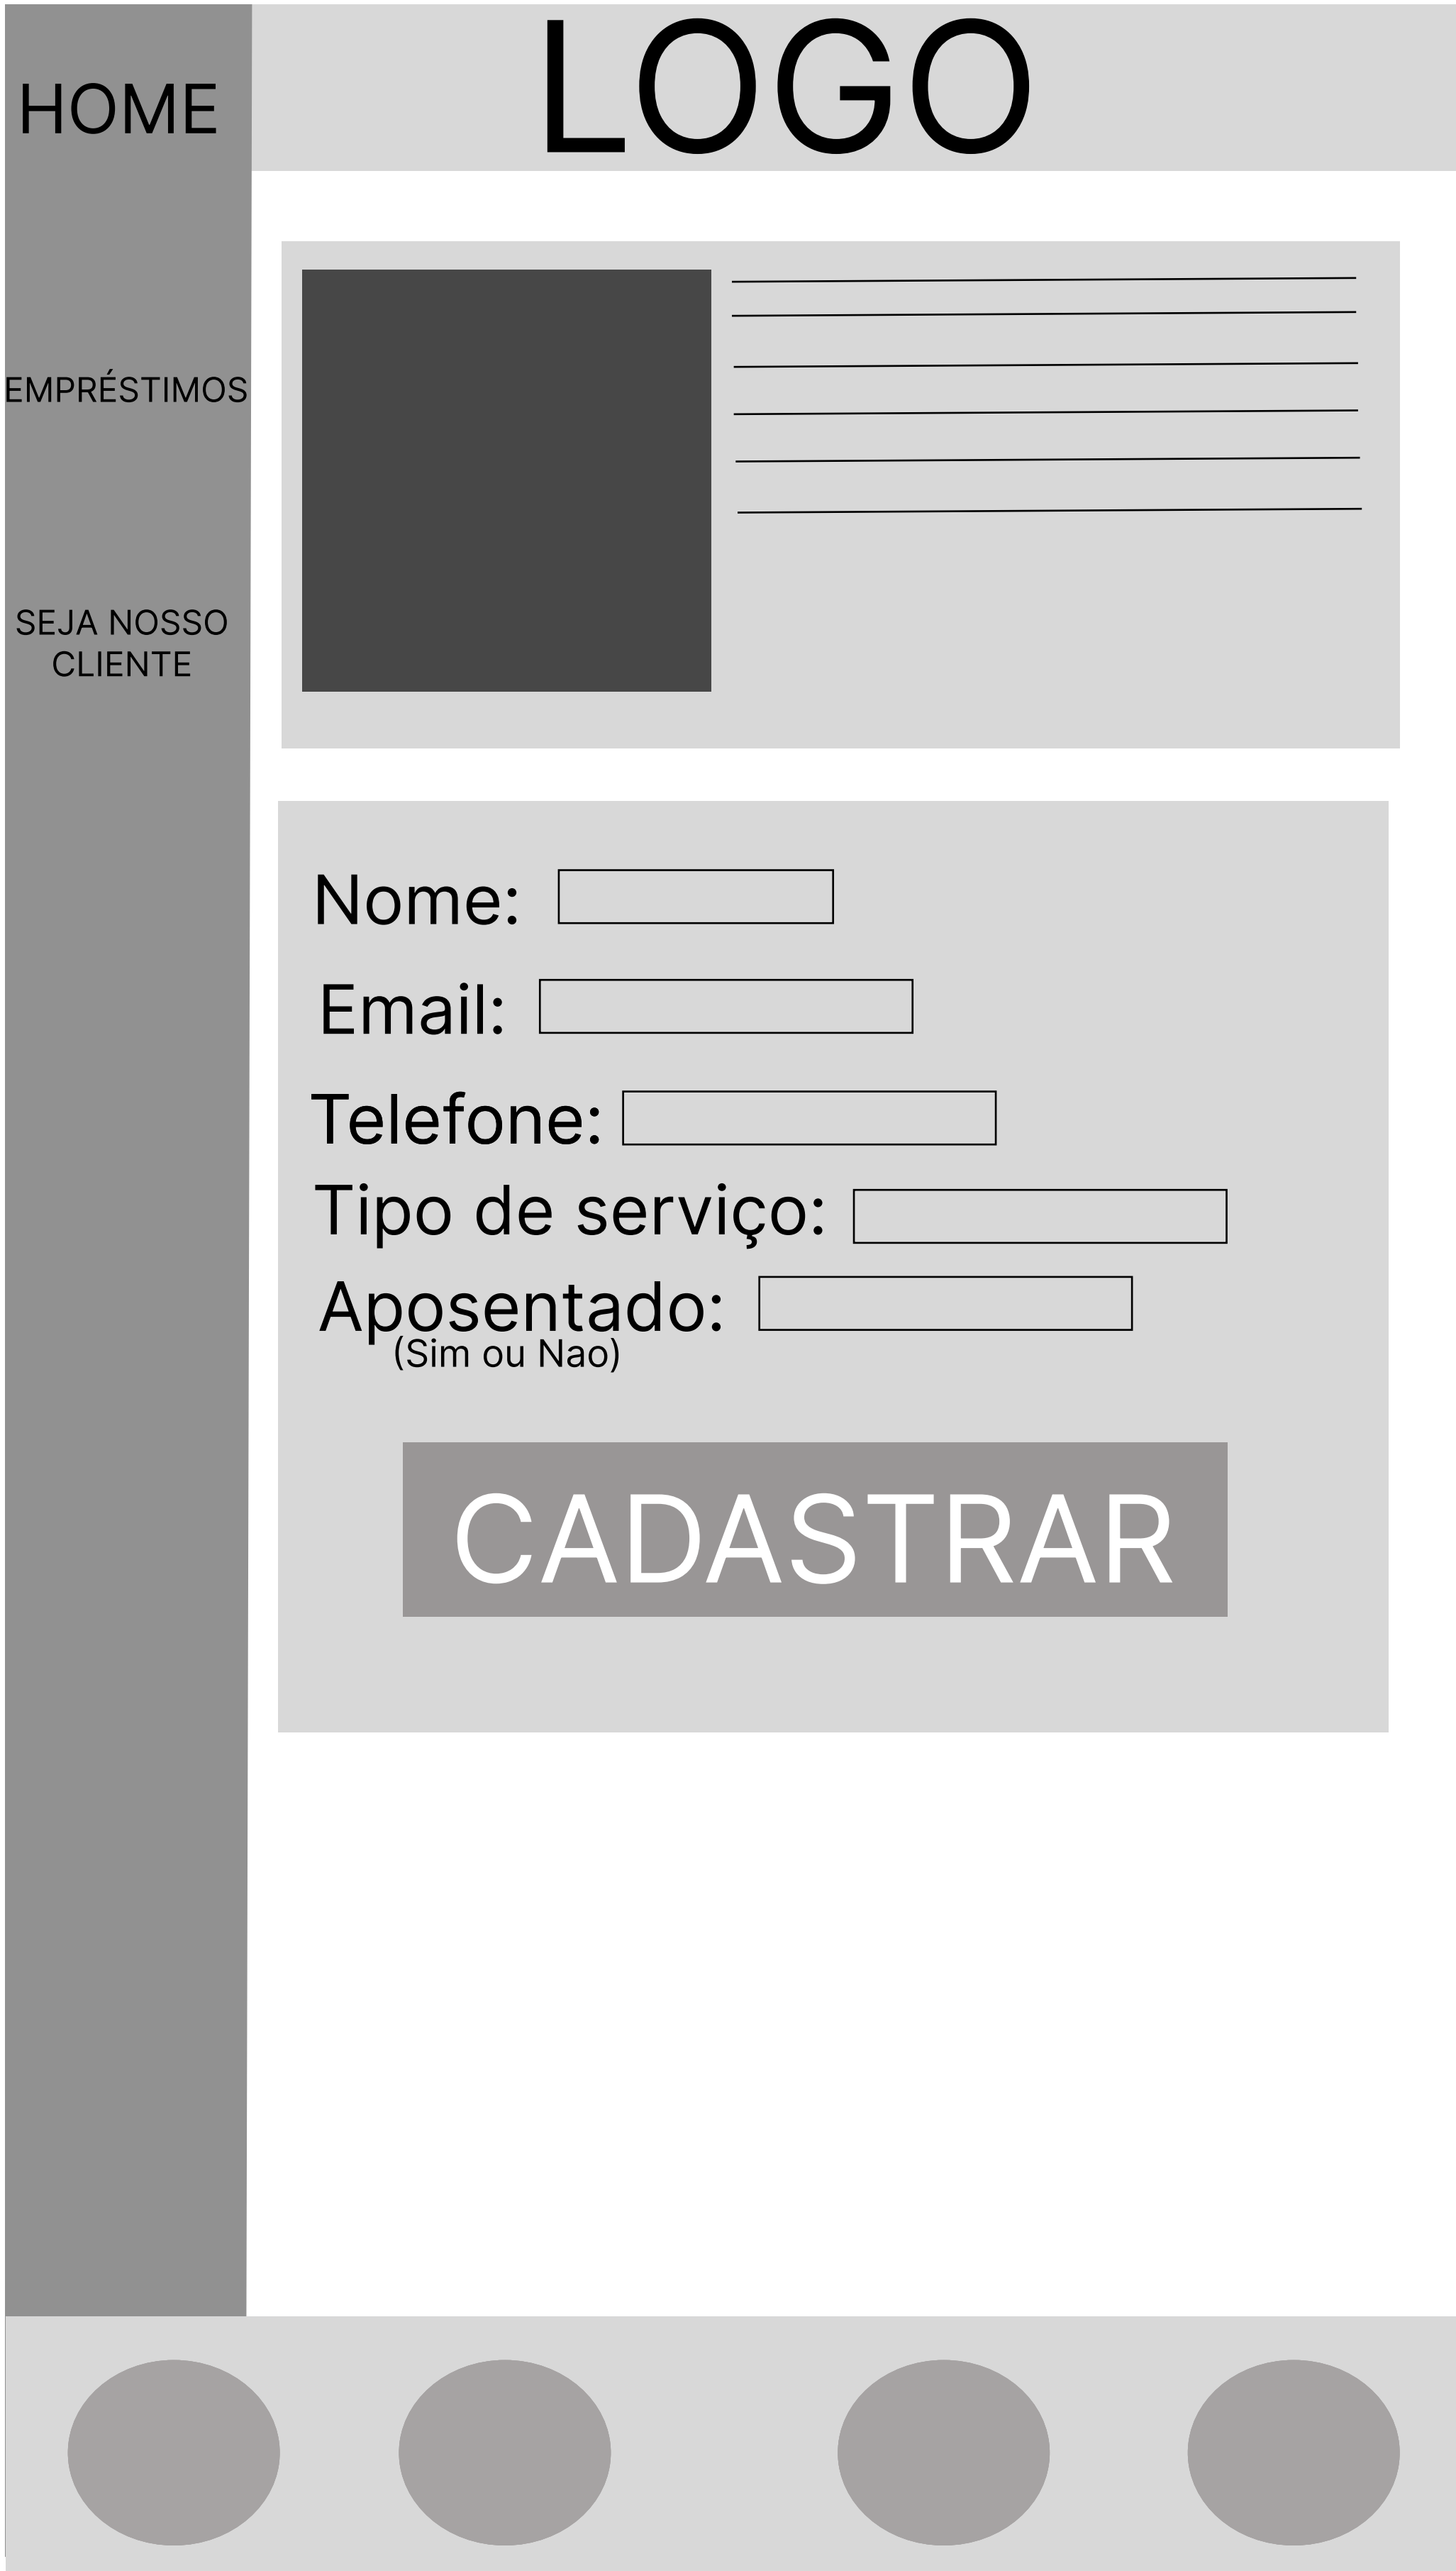 HOME
LOGO
EMPRÉSTIMOS
SEJA NOSSO
CLIENTE
Nome:
Email:
Telefone:
Tipo de serviço:
Aposentado:
(Sim ou Nao)
CADASTRAR